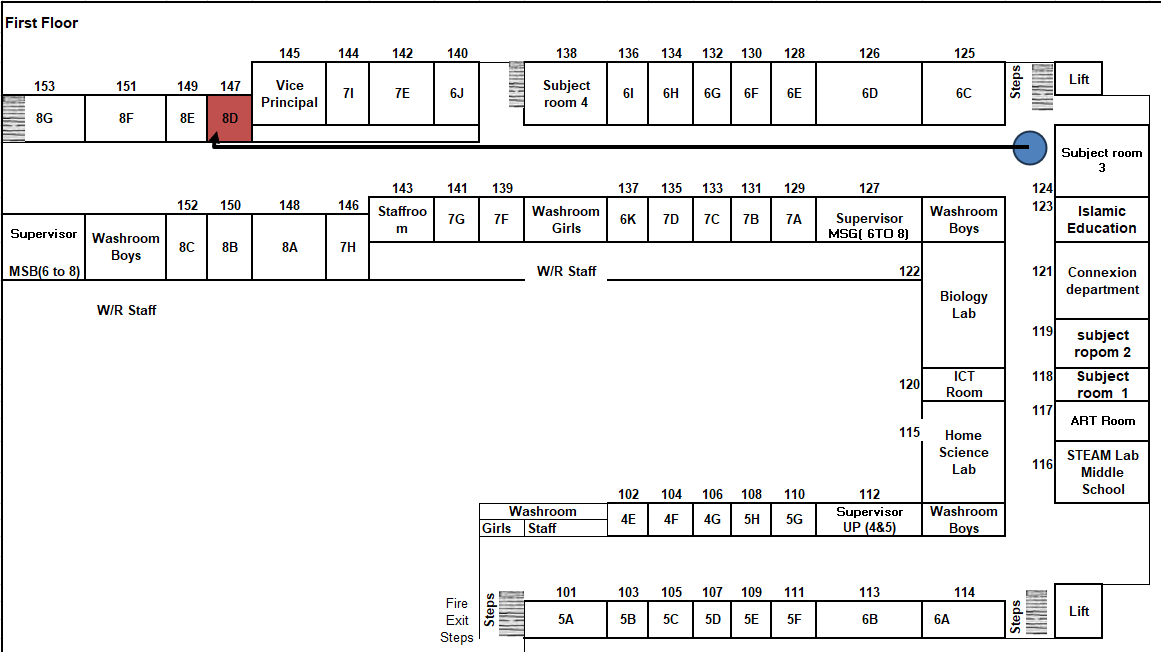 First Floor
145 144 142 140 138 136 134 132 130 128 126 125
153 151 149 147
Vice
Principal
7I 7E 6J
Subject
room 4
6I 6H 6G 6F 6E 6D 6C
Steps
Lift
8G 8F 8E 8D
Subject room
3
124
143 141 139 137 135 133 131 129 127
123
152 150 148 146
Staffroo
m
7G 7F
Washroom
Girls
6K 7D 7C 7B 7A
Supervisor
MSG( 6TO 8)
Washroom
Boys
Islamic
Education
Supervisor
MSB(6 to 8)
Washroom
Boys
8C 8B 8A 7H
W/R Staff
122
121
Connexion
department
W/R Staff
Biology
Lab
119
subject
ropom 2
120
ICT
Room
118
Subject
room 1
117
ART Room
115
Home
Science
Lab
116
STEAM Lab
Middle
School
102 104 106 108 110 112
Washroom
Girls Staff
4E 4F 4G 5H 5G
Supervisor
UP (4&5)
Washroom
Boys
101 103 105 107 109 111 113 114
Fire
Exit
Steps
Steps
5A 5B 5C 5D 5E 5F 6B 6A
Steps
Lift